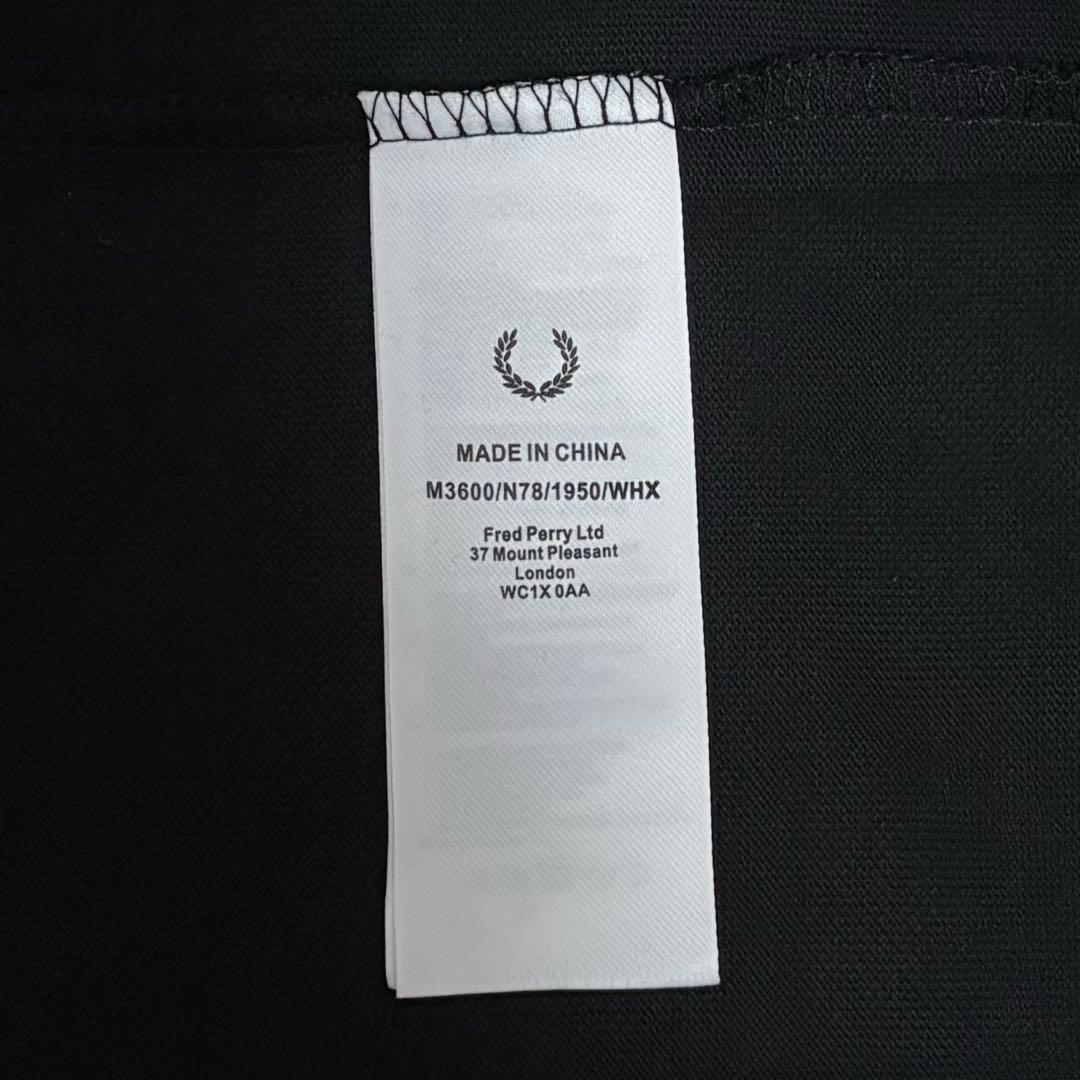 MADE IN CHINA
M3600/N78/1950/WHX
Fred Perry Ltd
37 Mount Pleasant
London
WC1X 0AA